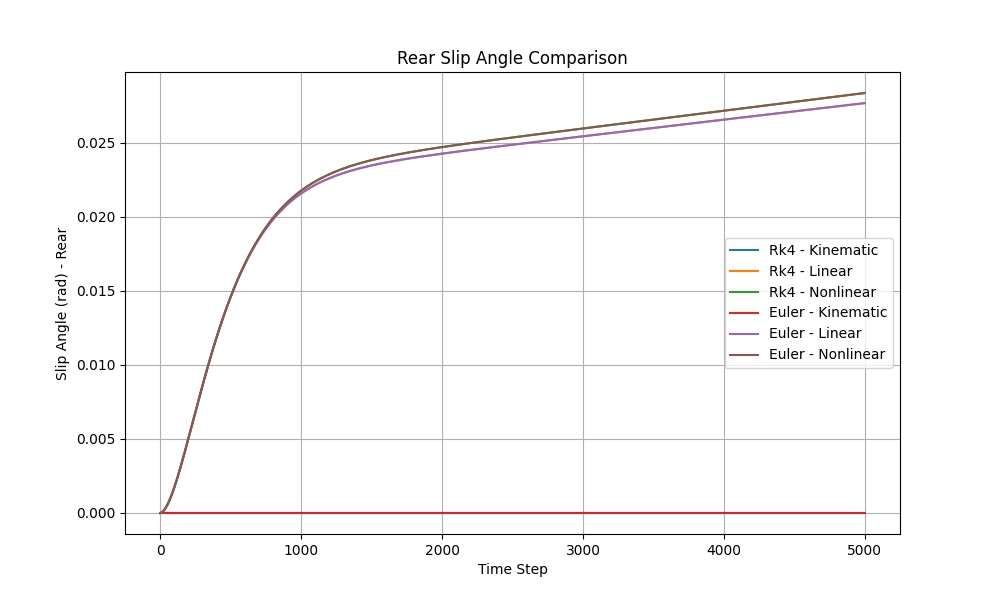 Rear Slip Angle Comparison
Slip Angle (rad) - Rear
0.025
0.020
0.015
0.010
0.005
0.000
Rk4 - Kinematic
Rk4 - Linear
Rk4 - Nonlinear
Euler - Kinematic
Euler - Linear
Euler - Nonlinear
0 1000 2000 3000 4000 5000
Time Step